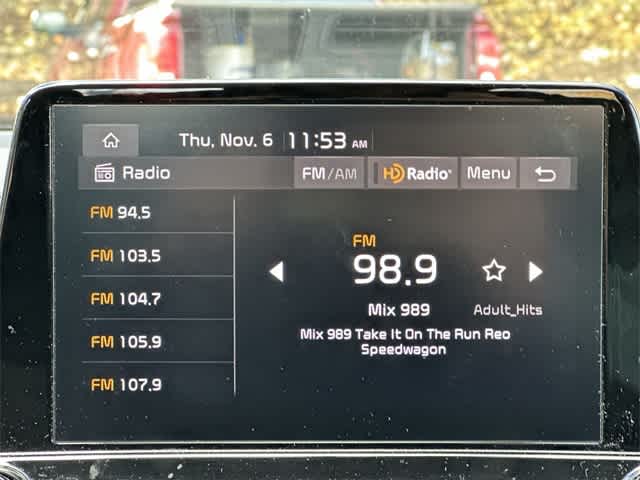 Thu, Nov. 6 11:53 AM
Radio FM/AM HD Radio Menu
FM 94.5
FM 103.5
FM 104.7
FM 105.9
FM 107.9
FM
98.9
Mix 989 Adult_Hits
Mix 989 Take It On The Run Reo
Speedwagon